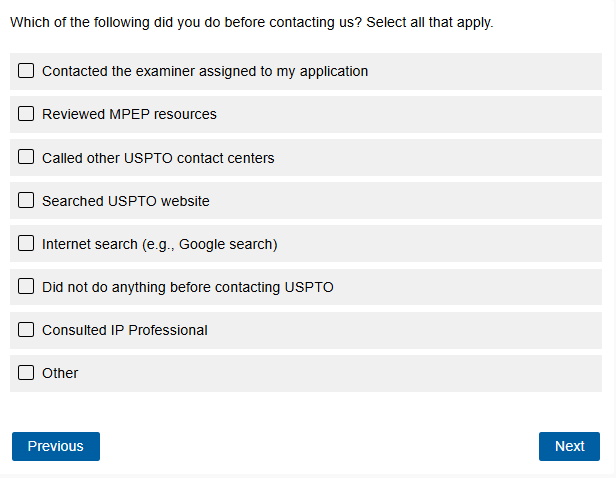 Which of the following did you do before contacting us? Select all that apply.
Contacted the examiner assigned to my application
Reviewed MPEP resources
Called other USPTO contact centers
Searched USPTO website
Internet search (e.g., Google search)
Did not do anything before contacting USPTO
Consulted IP Professional
Other
Previous
Next